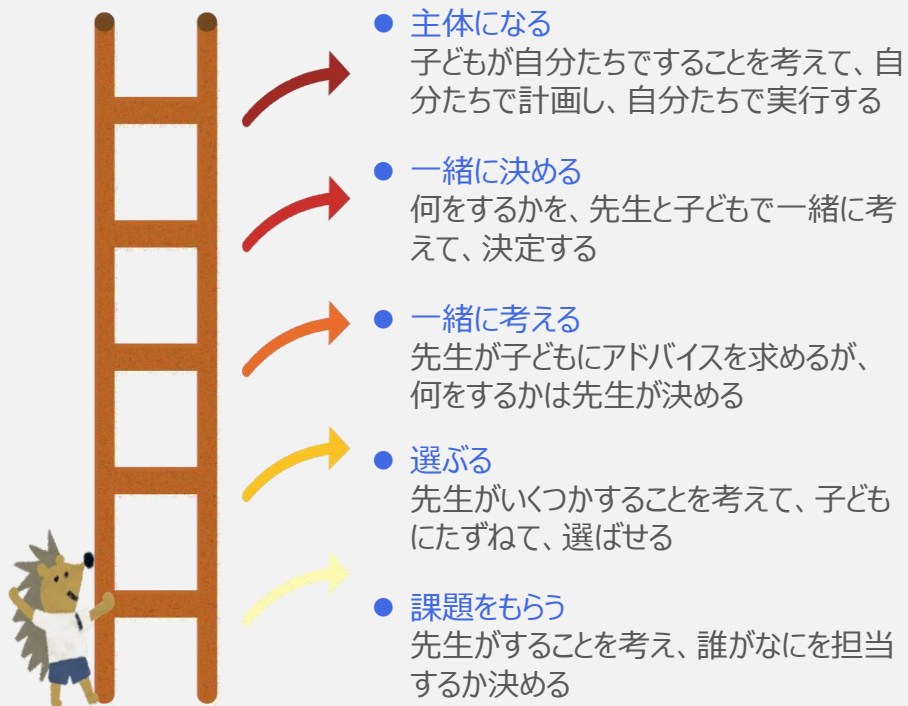 ● 主体になる
子どもが自分たちですることを考えて、自
分たちで計画し、自分たちで実行する
● 一緒に決める
何をするかを、先生と子どもで一緒に考
えて、決定する
● 一緒に考える
先生が子どもにアドバイスを求めるが、
何をするかは先生が決める
● 選ぶる
先生がいくつかすることを考えて、子ども
にたずねて、選ばせる
● 課題をもらう
先生がすることを考え、誰がなにを担当
するか決める